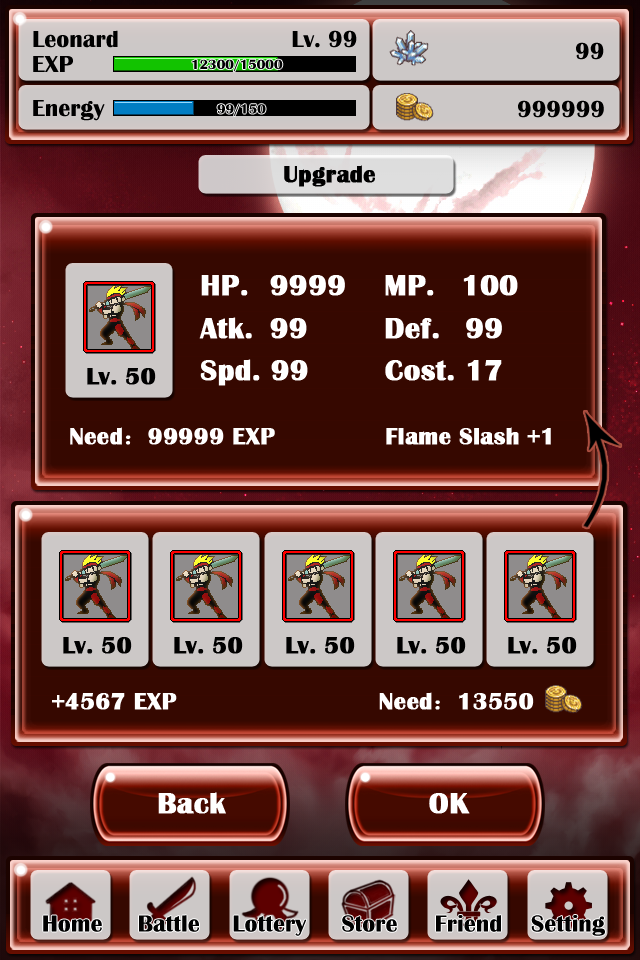 Leonard Lv. 99
99
EXP 12300/15000
Energy 99/150
999999
Upgrade
HP. 9999 MP. 100
Atk. 99 Def. 99
Spd. 99 Cost. 17
Lv. 50
Need: 99999 EXP Flame Slash +1
Lv. 50 Lv. 50 Lv. 50 Lv. 50 Lv. 50
+4567 EXP Need: 13550
Back OK
Home Battle Lottery Store Friend Setting